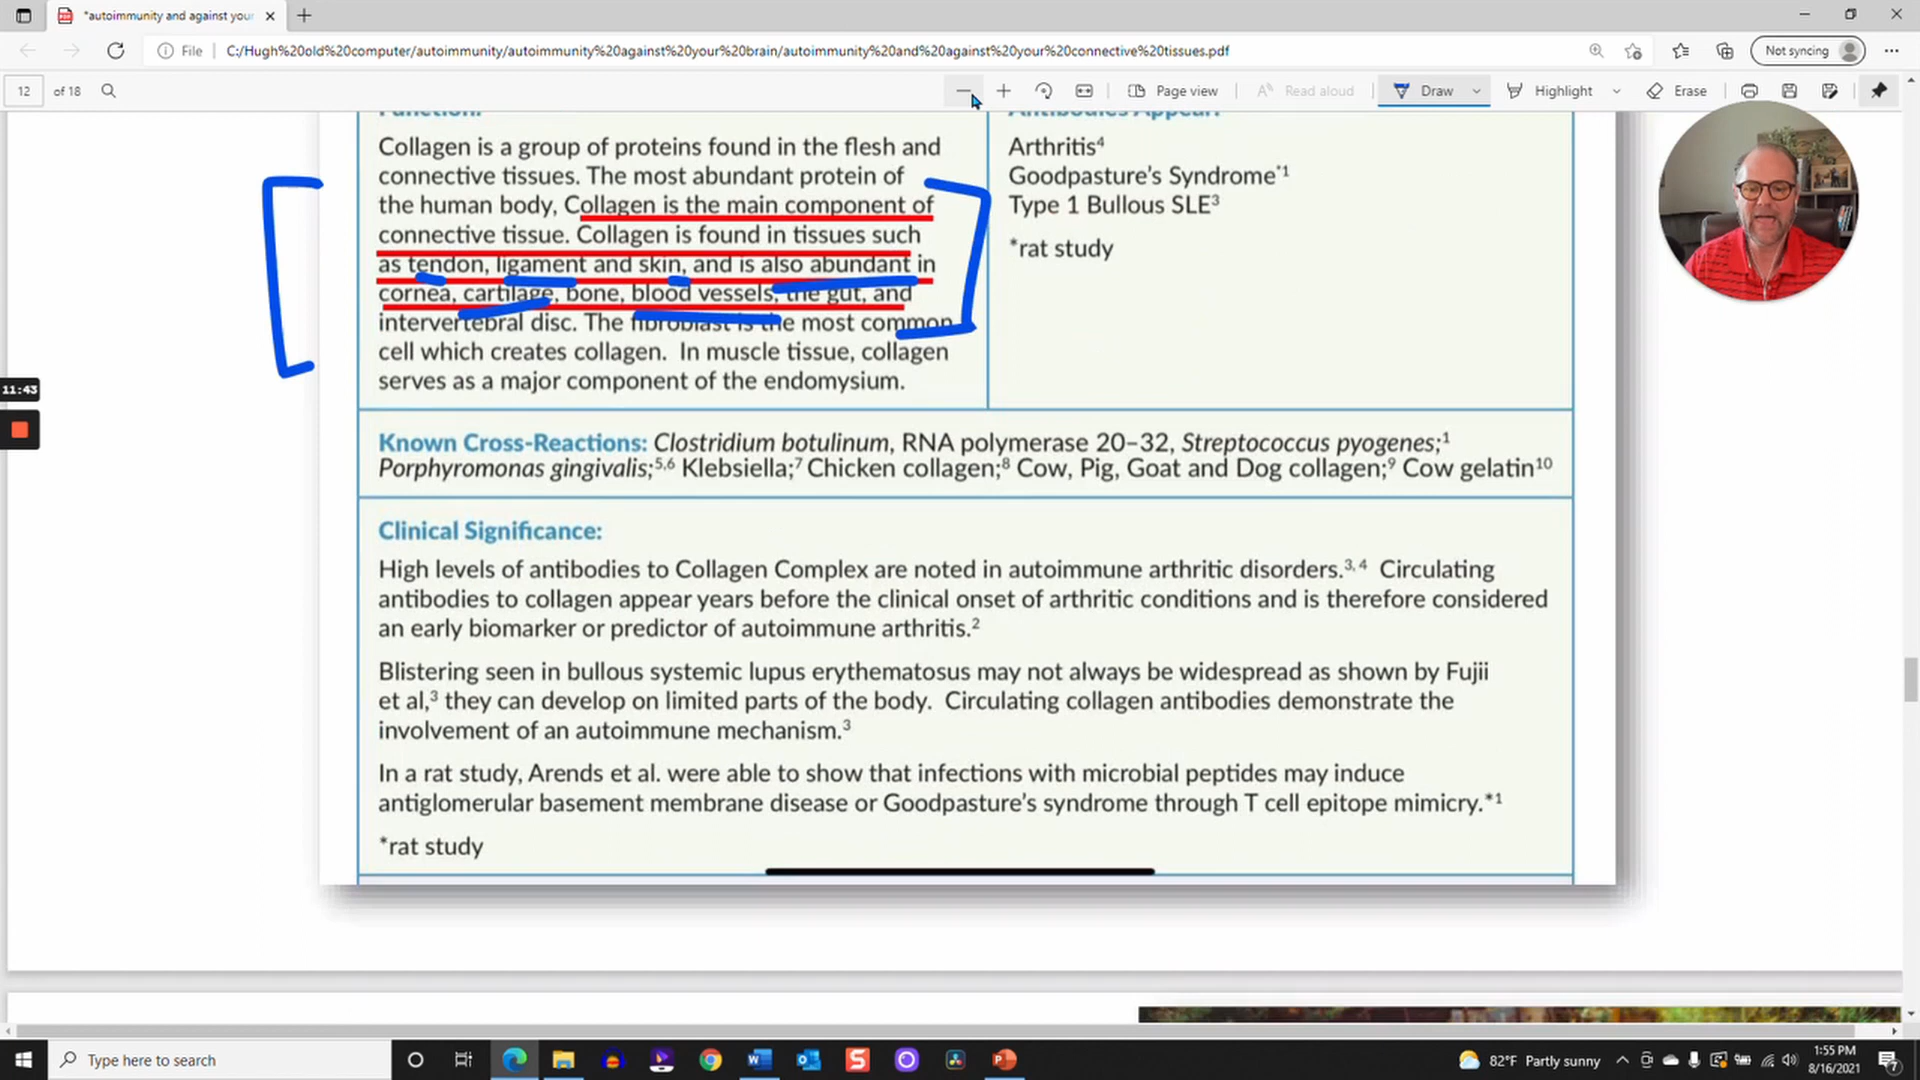 *autoimmunity and against your
File
C:/Hugh%20old%20computer/autoimmunity/autoimmunity%20against%20your%20brain/autoimmunity%20and%20against%20your%20connective%20tissues.pdf
Not syncing
12 of 18
Page view
Read aloud
Draw
Highlight
Erase
Function:
Collagen is a group of proteins found in the flesh and
connective tissues. The most abundant protein of
the human body, Collagen is the main component of
connective tissue. Collagen is found in tissues such
as tendon, ligament and skin, and is also abundant in
cornea, cartilage, bone, blood vessels, the gut, and
intervertebral disc. The fibroblast is the most common
cell which creates collagen. In muscle tissue, collagen
serves as a major component of the endomysium.
Antibodies Appear:
Arthritis4
Goodpasture's Syndrome*1
Type 1 Bullous SLE3
*rat study
11:43
Known Cross-Reactions: Clostridium botulinum, RNA polymerase 20–32, Streptococcus pyogenes;1
Porphyromonas gingivalis;5,6 Klebsiella;7 Chicken collagen;8 Cow, Pig, Goat and Dog collagen;9 Cow gelatin10
Clinical Significance:
High levels of antibodies to Collagen Complex are noted in autoimmune arthritic disorders.3, 4 Circulating
antibodies to collagen appear years before the clinical onset of arthritic conditions and is therefore considered
an early biomarker or predictor of autoimmune arthritis.2
Blistering seen in bullous systemic lupus erythematosus may not always be widespread as shown by Fujii
et al,3 they can develop on limited parts of the body. Circulating collagen antibodies demonstrate the
involvement of an autoimmune mechanism.3
In a rat study, Arends et al. were able to show that infections with microbial peptides may induce
antiglomerular basement membrane disease or Goodpasture's syndrome through T cell epitope mimicry.*1
*rat study
Type here to search
82°F Partly sunny
1:55 PM
8/16/2021
7